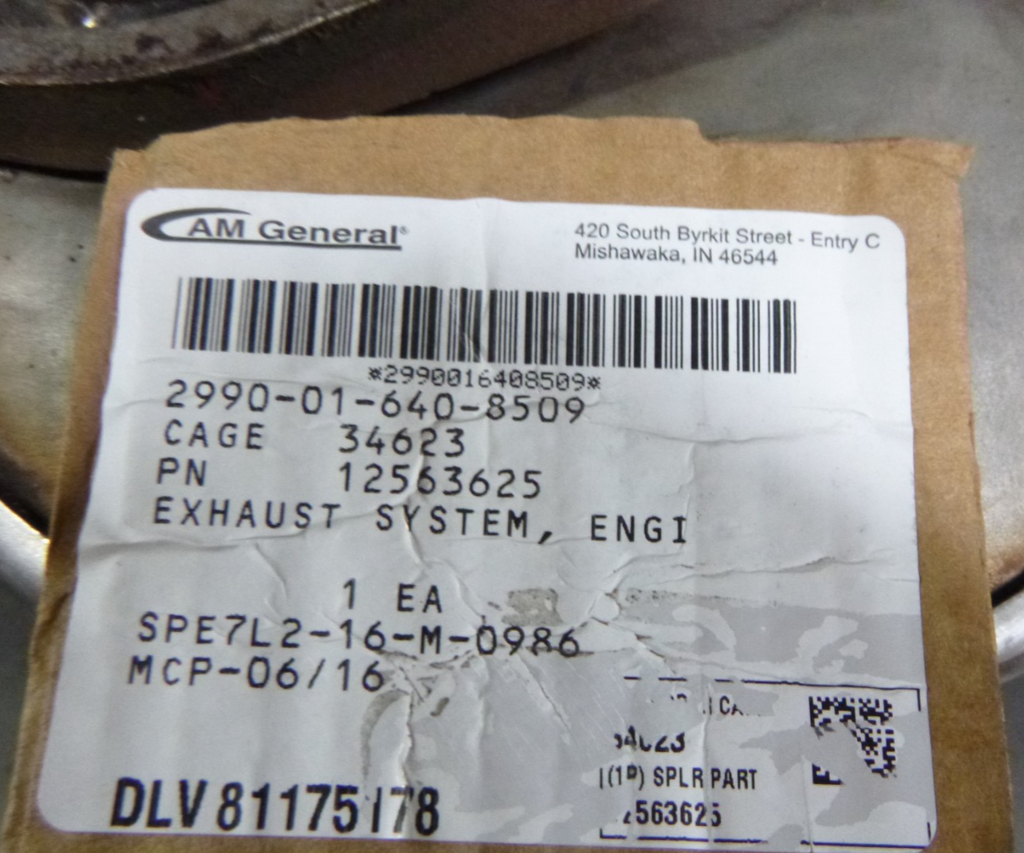 AM General®
420 South Byrkit Street - Entry C
Mishawaka, IN 46544
*2990016408509*
2990-01-640-8509
CAGE 34623
PN 12563625
EXHAUST SYSTEM, ENGI
1 EA
SPE7L2-16-M-0986
MCP-06/16
(1P) SPLR PART
DLV 81175178